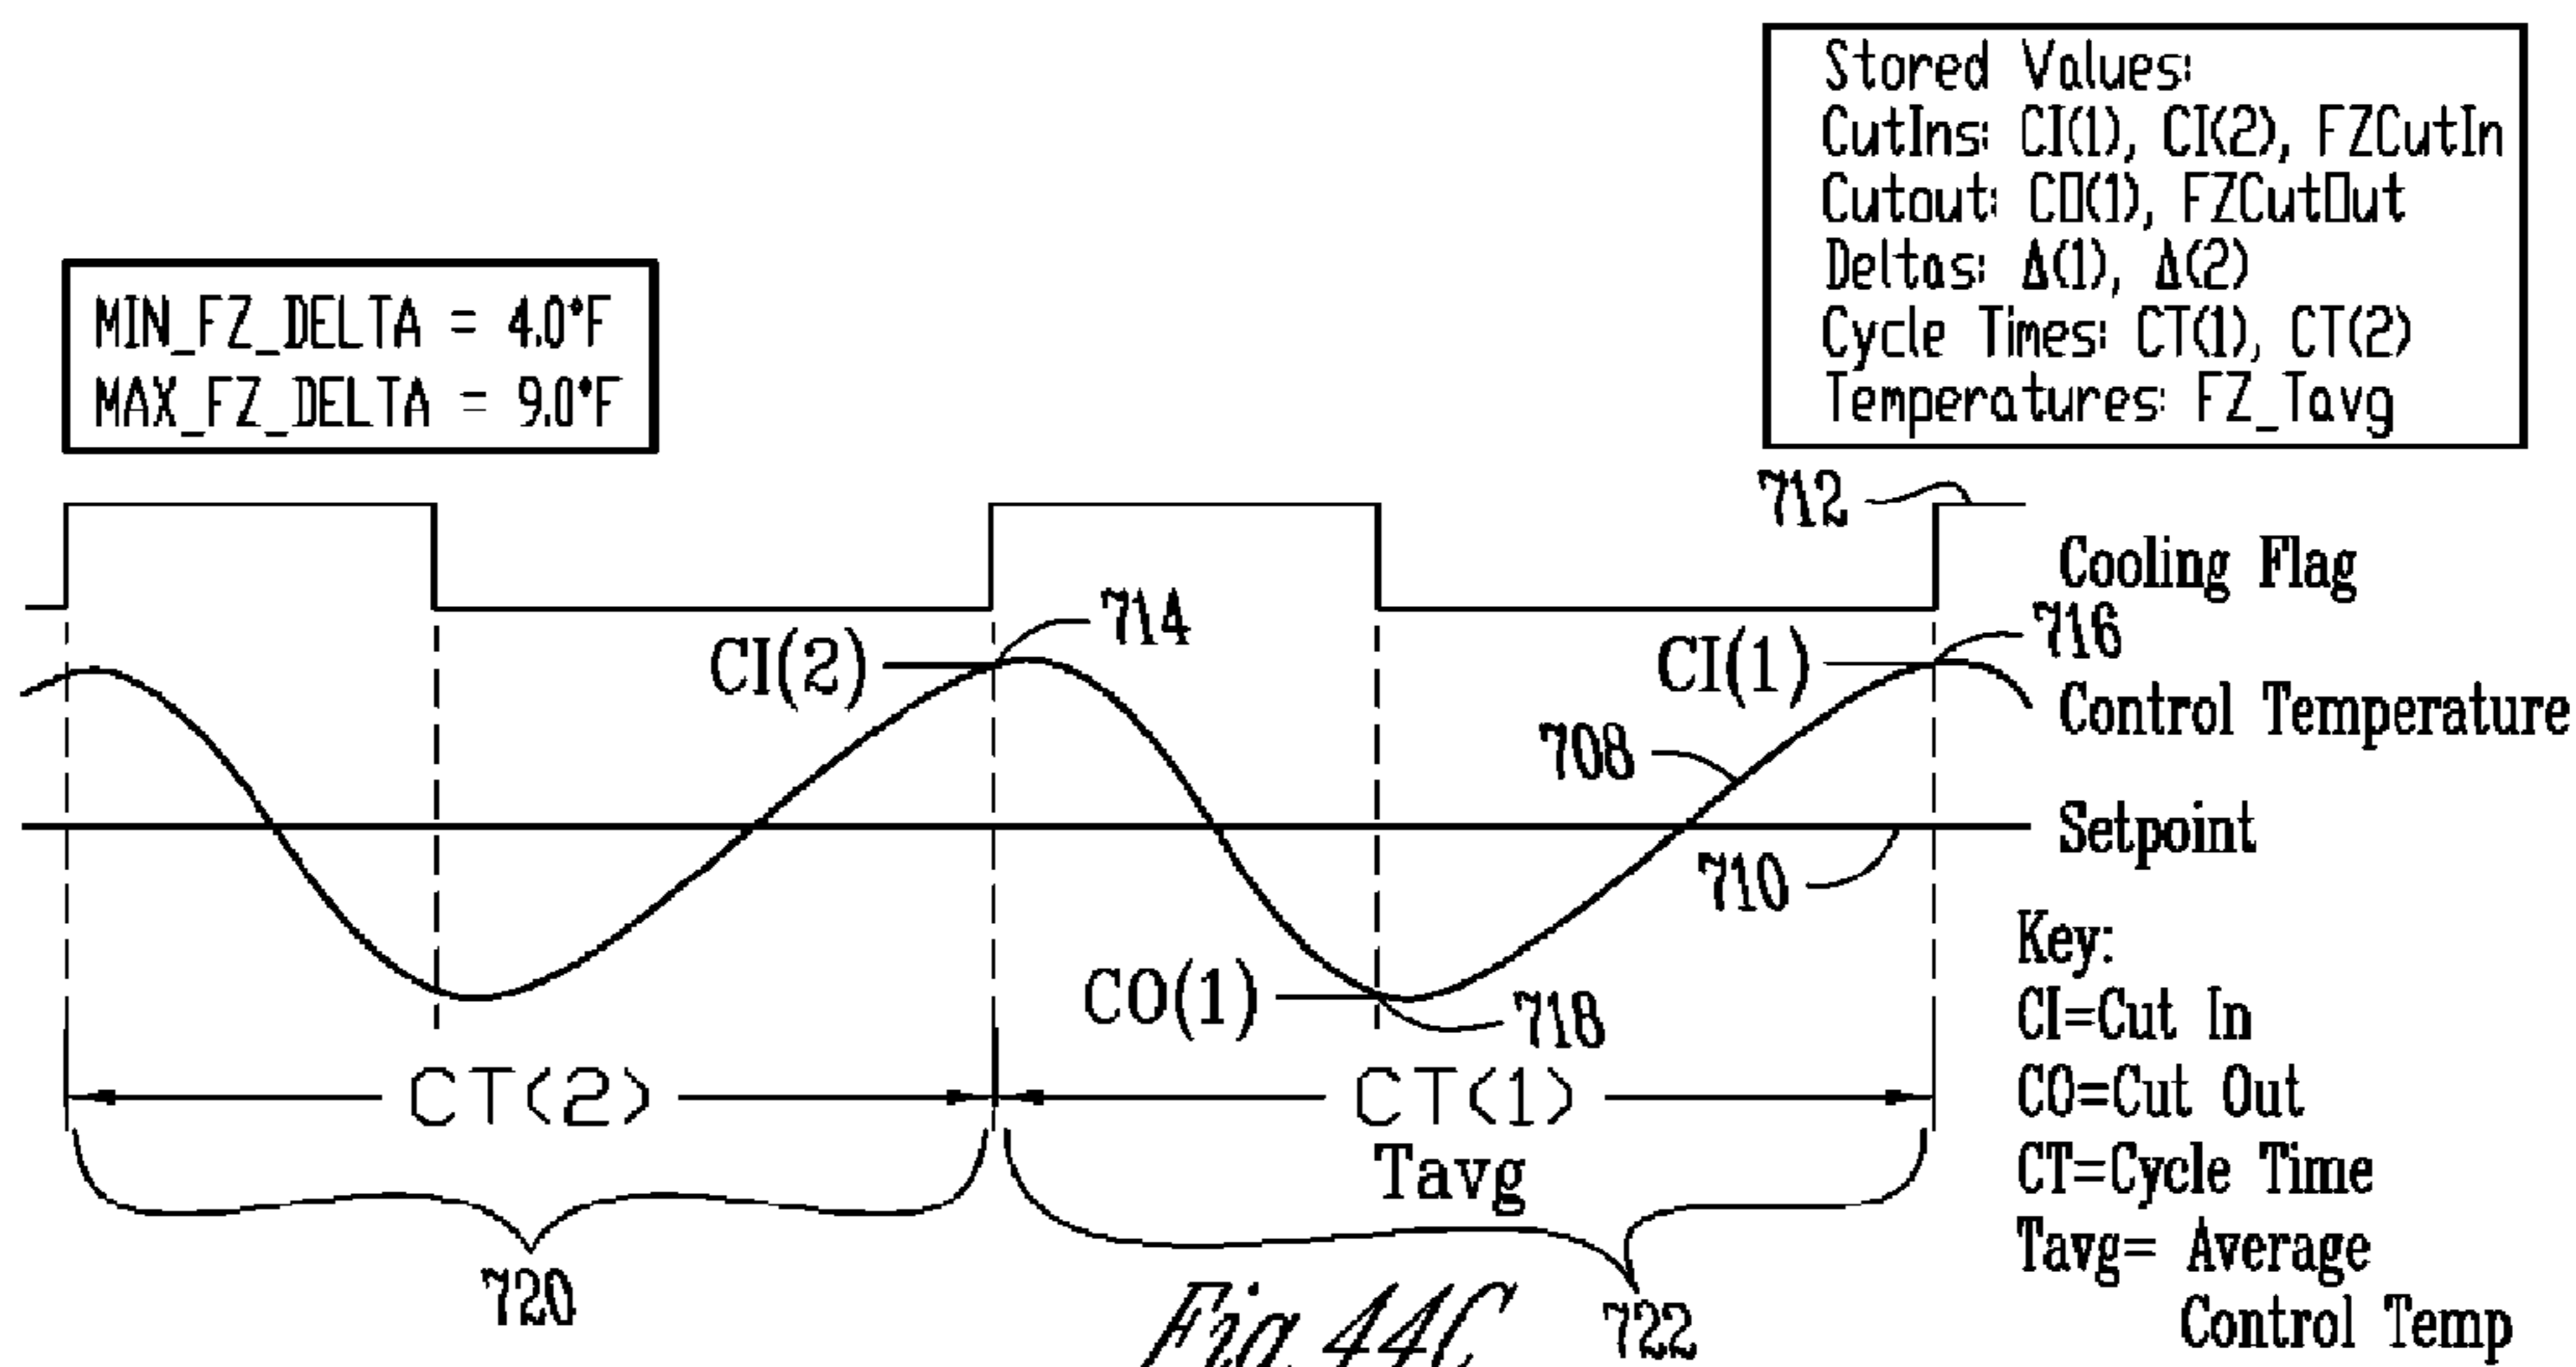 Stored Values:
CutIns: CI(1), CI(2), FZCutIn
Cutout: CO(1), FZCutOut
Deltas: Δ(1), Δ(2)
Cycle Times: CT(1), CT(2)
Temperatures: FZ_Tavg
MIN_FZ_DELTA = 4.0°F
MAX_FZ_DELTA = 9.0°F
712
Cooling Flag
CI(2)
714
CI(1)
716
Control Temperature
708
Setpoint
710
CO(1)
718
Key:
CI=Cut In
CO=Cut Out
CT=Cycle Time
Tavg= Average
Control Temp
CT(2)
CT(1)
Tavg
720
722
Fig. 44C